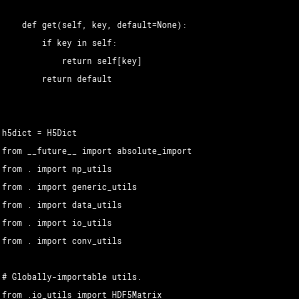 def get(self, key, default=None):
if key in self:
return self[key]
return default
h5dict = H5Dict
from __future__ import absolute_import
from . import np_utils
from . import generic_utils
from . import data_utils
from . import io_utils
from . import conv_utils
# Globally-importable utils.
from .io_utils import HDF5Matrix